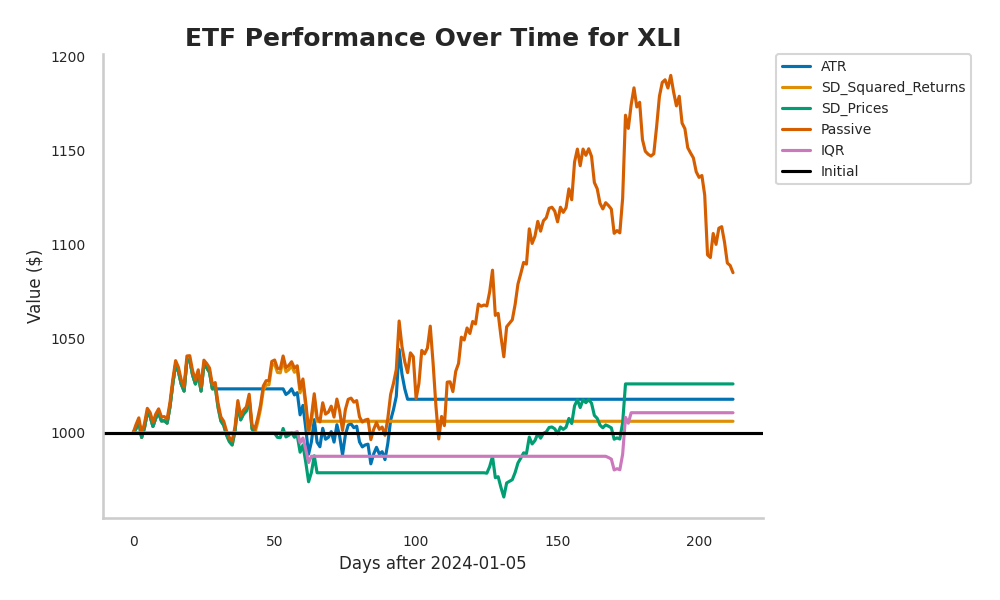 ETF Performance Over Time for XLI
Value ($)
1200
1150
1100
1050
1000
0
50
100
150
200
Days after 2024-01-05
ATR
SD_Squared_Returns
SD_Prices
Passive
IQR
Initial